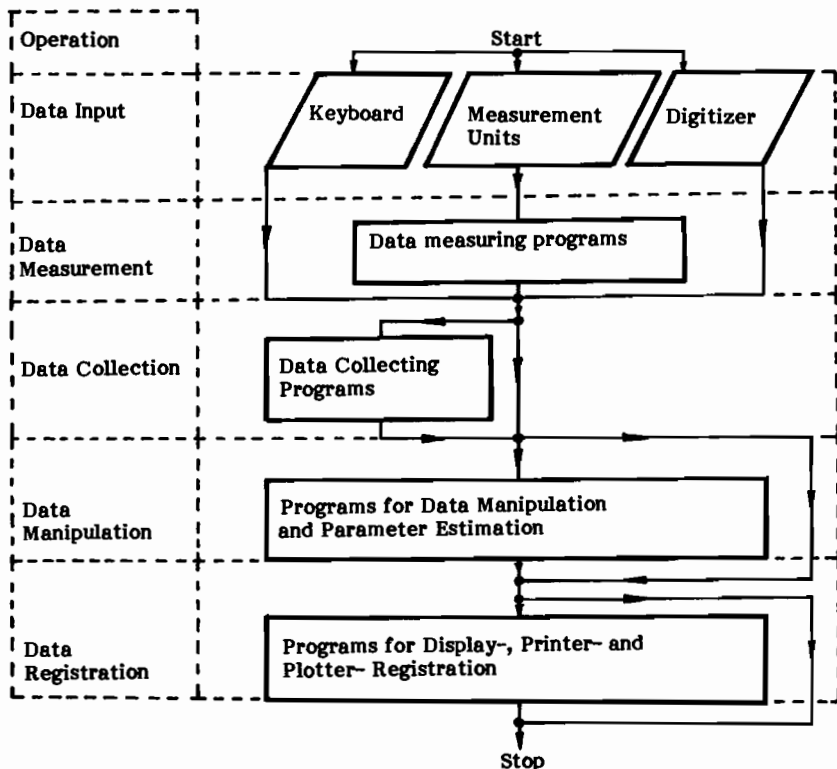 Operation
Start
Data Input
Keyboard
Measurement
Units
Digitizer
Data
Measurement
Data measuring programs
Data Collection
Data Collecting
Programs
Data
Manipulation
Programs for Data Manipulation
and Parameter Estimation
Data
Registration
Programs for Display-, Printer- and
Plotter- Registration
Stop